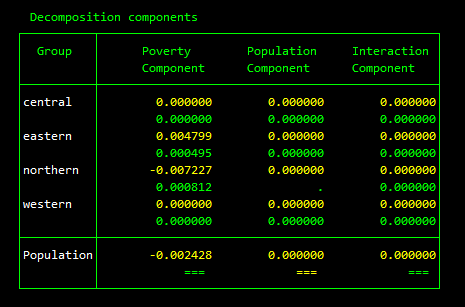 Decomposition components
Group Poverty Population Interaction
Component Component Component
central 0.000000 0.000000 0.000000
0.000000 0.000000 0.000000
eastern 0.004799 0.000000 0.000000
0.000495 0.000000 0.000000
northern -0.007227 0.000000 0.000000
0.000812 . 0.000000
western 0.000000 0.000000 0.000000
0.000000 0.000000 0.000000
Population -0.002428 0.000000 0.000000
=== === ===